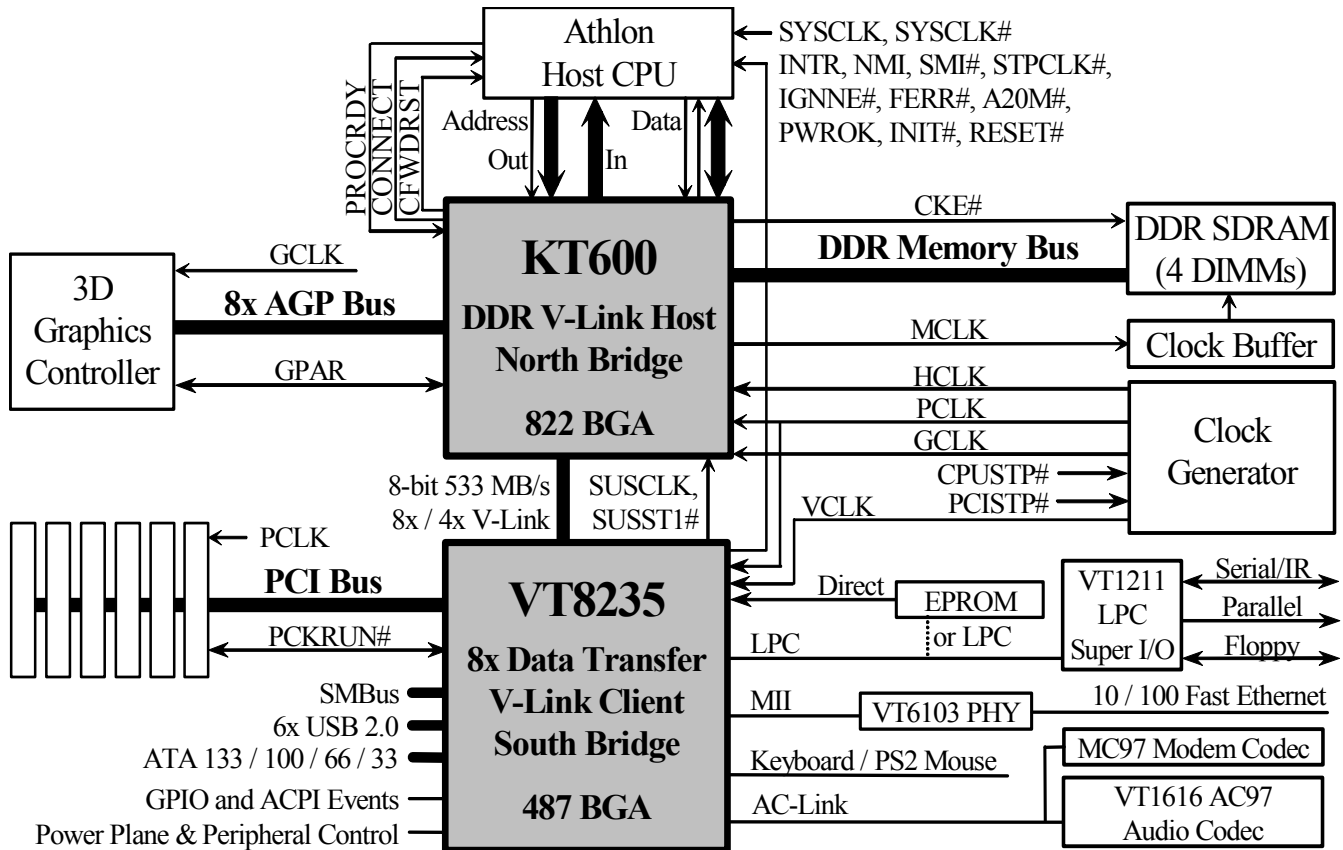 Athlon
Host CPU
SYSCLK, SYSCLK#
INTR, NMI, SMI#, STPCLK#,
IGNNE#, FERR#, A20M#,
PWROK, INIT#, RESET#
PROCRDY
CONNECT
CFWDRST
Address
Out
In
Data
KT600
DDR V-Link Host
North Bridge
822 BGA
CKE#
DDR Memory Bus
DDR SDRAM
(4 DIMMs)
3D
Graphics
Controller
GCLK
8x AGP Bus
GPAR
MCLK
Clock Buffer
HCLK
PCLK
GCLK
Clock
Generator
CPUSTP#
PCISTP#
VCLK
8-bit 533 MB/s
8x / 4x V-Link
SUSCLK,
SUSST1#
PCLK
PCI Bus
PCKRUN#
VT8235
8x Data Transfer
V-Link Client
South Bridge
487 BGA
Direct
EPROM
or LPC
LPC
VT1211
LPC
Super I/O
Serial/IR
Parallel
Floppy
SMBus
6x USB 2.0
ATA 133 / 100 / 66 / 33
GPIO and ACPI Events
Power Plane & Peripheral Control
MII
VT6103 PHY
10 / 100 Fast Ethernet
Keyboard / PS2 Mouse
MC97 Modem Codec
AC-Link
VT1616 AC97
Audio Codec